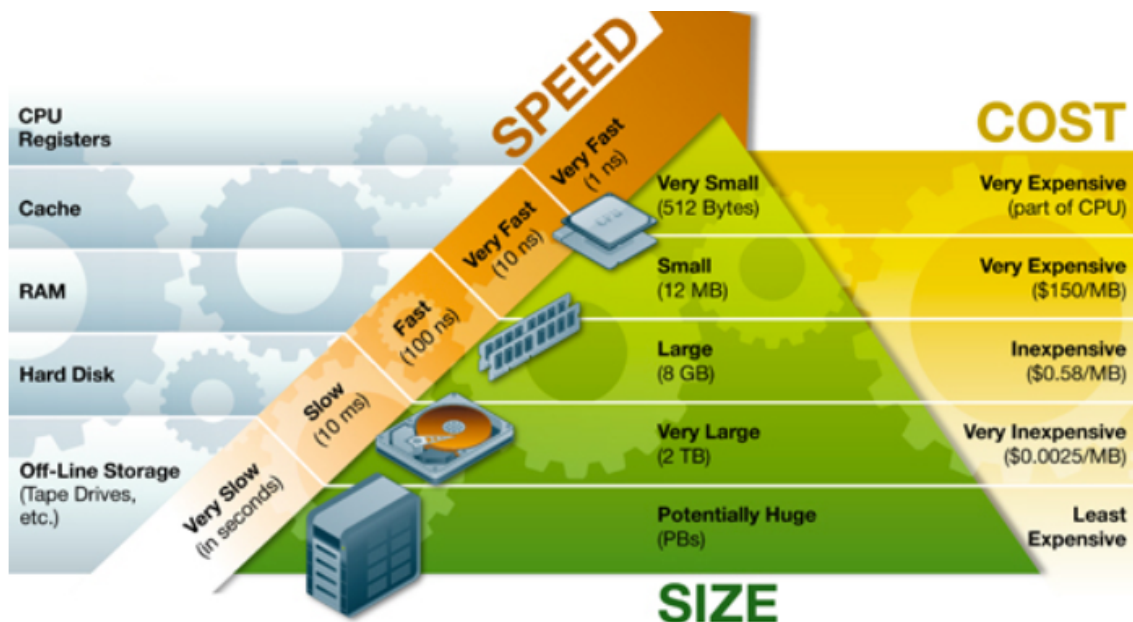 SPEED
COST
SIZE
CPU
Registers
Very Fast
(1 ns)
Very Small
(512 Bytes)
Very Expensive
(part of CPU)
Cache
Very Fast
(10 ns)
Small
(12 MB)
Very Expensive
($150/MB)
RAM
Fast
(100 ns)
Large
(8 GB)
Inexpensive
($0.58/MB)
Hard Disk
Slow
(10 ms)
Very Large
(2 TB)
Very Inexpensive
($0.0025/MB)
Off-Line Storage
(Tape Drives,
etc.)
Very Slow
(in seconds)
Potentially Huge
(PBs)
Least
Expensive